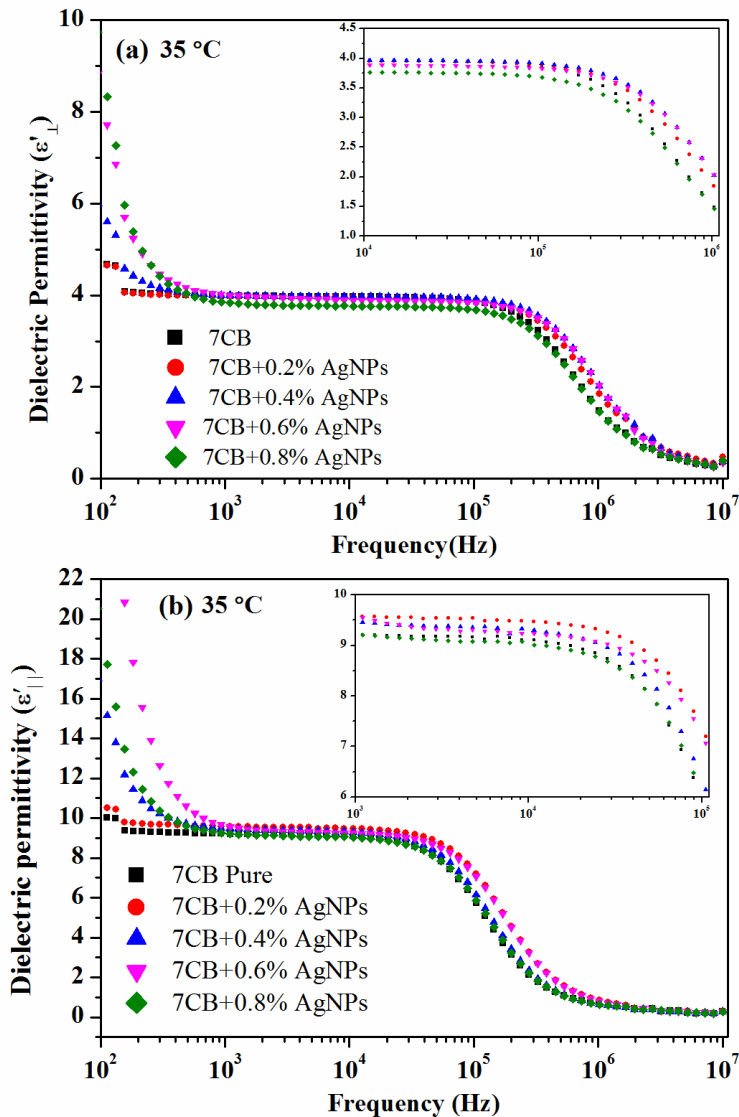 (a) 35 °C
Dielectric Permittivity (ε'⊥)
10
8
6
4
2
0
4.5
4.0
3.5
3.0
2.5
2.0
1.5
1.0
10⁴ 10⁵ 10⁶
7CB
7CB+0.2% AgNPs
7CB+0.4% AgNPs
7CB+0.6% AgNPs
7CB+0.8% AgNPs
10² 10³ 10⁴ 10⁵ 10⁶ 10⁷
Frequency(Hz)
(b) 35 °C
Dielectric permittivity (ε'||)
22
20
18
16
14
12
10
8
6
4
2
0
10
9
8
7
6
10³ 10⁴ 10⁵
7CB Pure
7CB+0.2% AgNPs
7CB+0.4% AgNPs
7CB+0.6% AgNPs
7CB+0.8% AgNPs
10² 10³ 10⁴ 10⁵ 10⁶ 10⁷
Frequency (Hz)